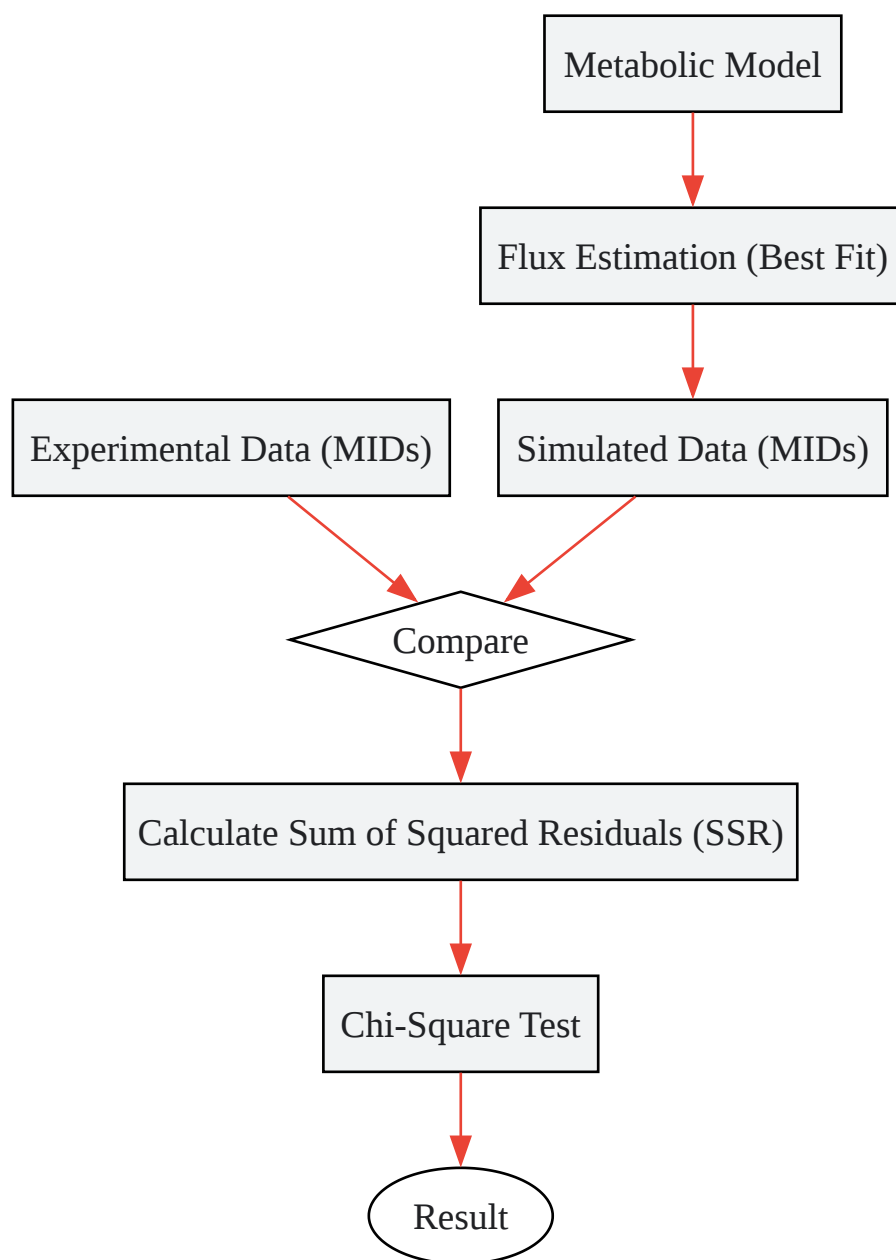 Metabolic Model
Flux Estimation (Best Fit)
Experimental Data (MIDs)
Simulated Data (MIDs)
Compare
Calculate Sum of Squared Residuals (SSR)
Chi-Square Test
Result